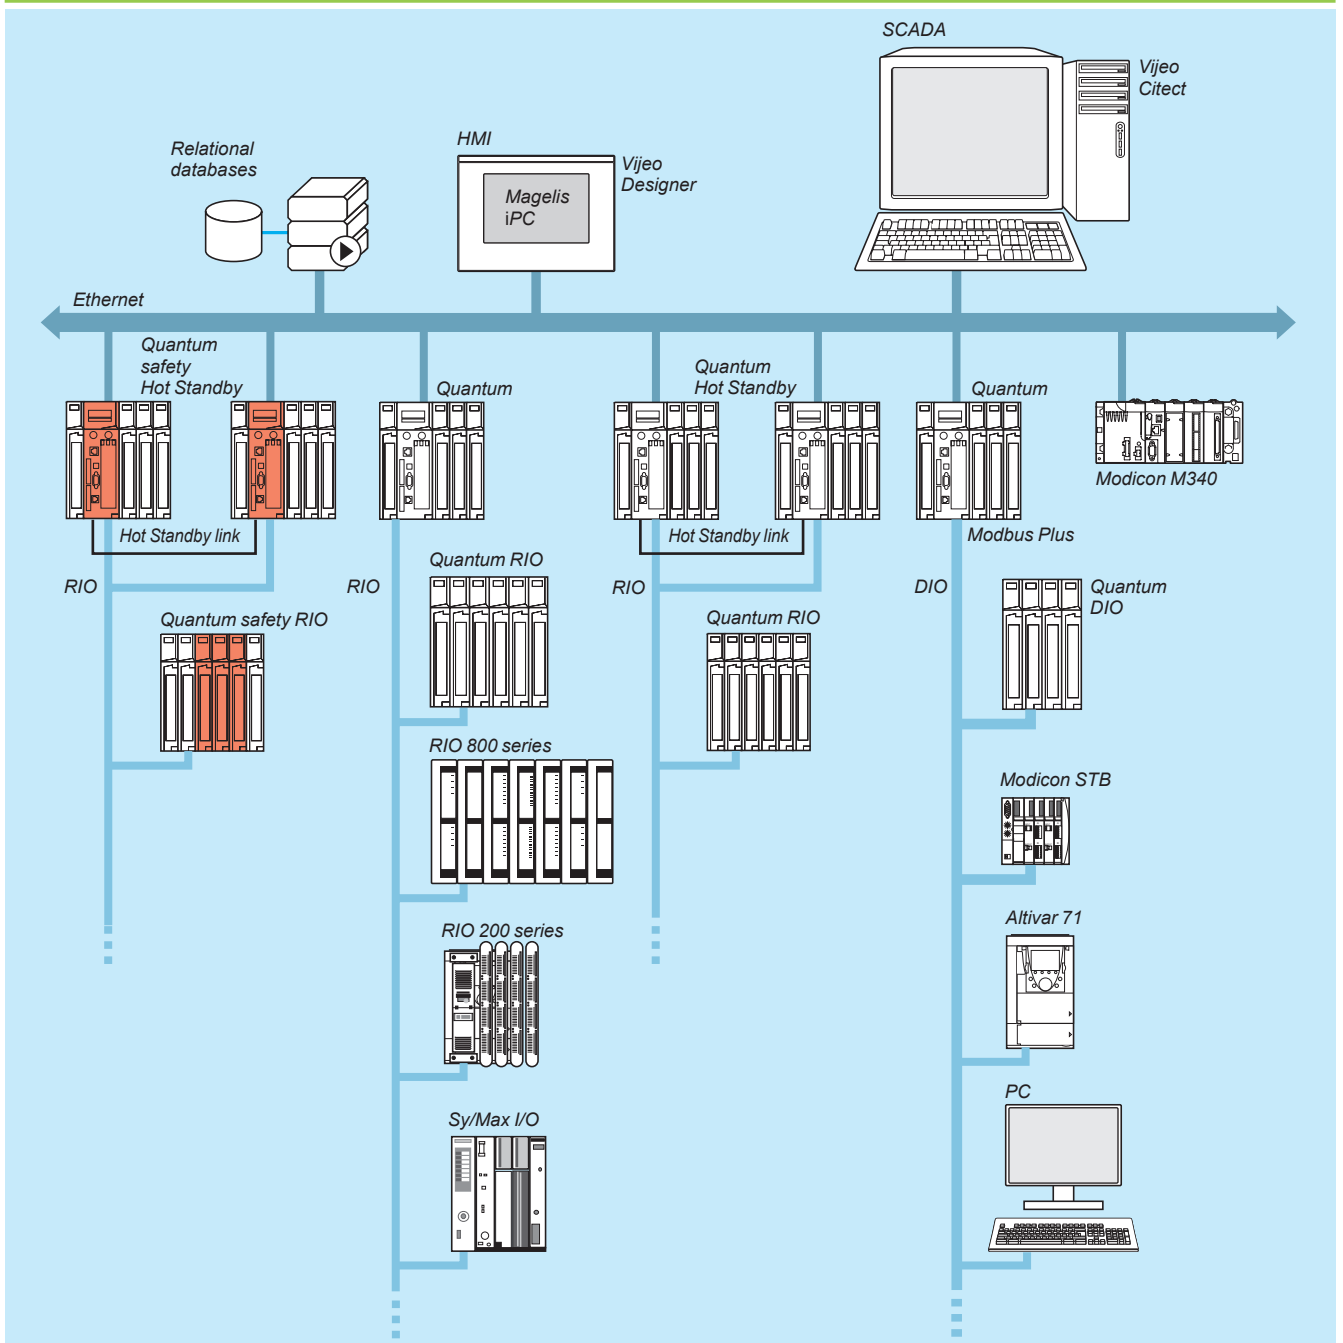 SCADA
Vijeo
Citect
HMI
Vijeo
Designer
Magelis
iPC
Relational
databases
Ethernet
Quantum
safety
Hot Standby
Quantum
Quantum
Hot Standby
Quantum
Modicon M340
Hot Standby link
Hot Standby link
Modbus Plus
RIO
RIO
Quantum RIO
RIO
DIO
Quantum
DIO
Quantum safety RIO
Quantum RIO
RIO 800 series
Modicon STB
RIO 200 series
Altivar 71
Sy/Max I/O
PC